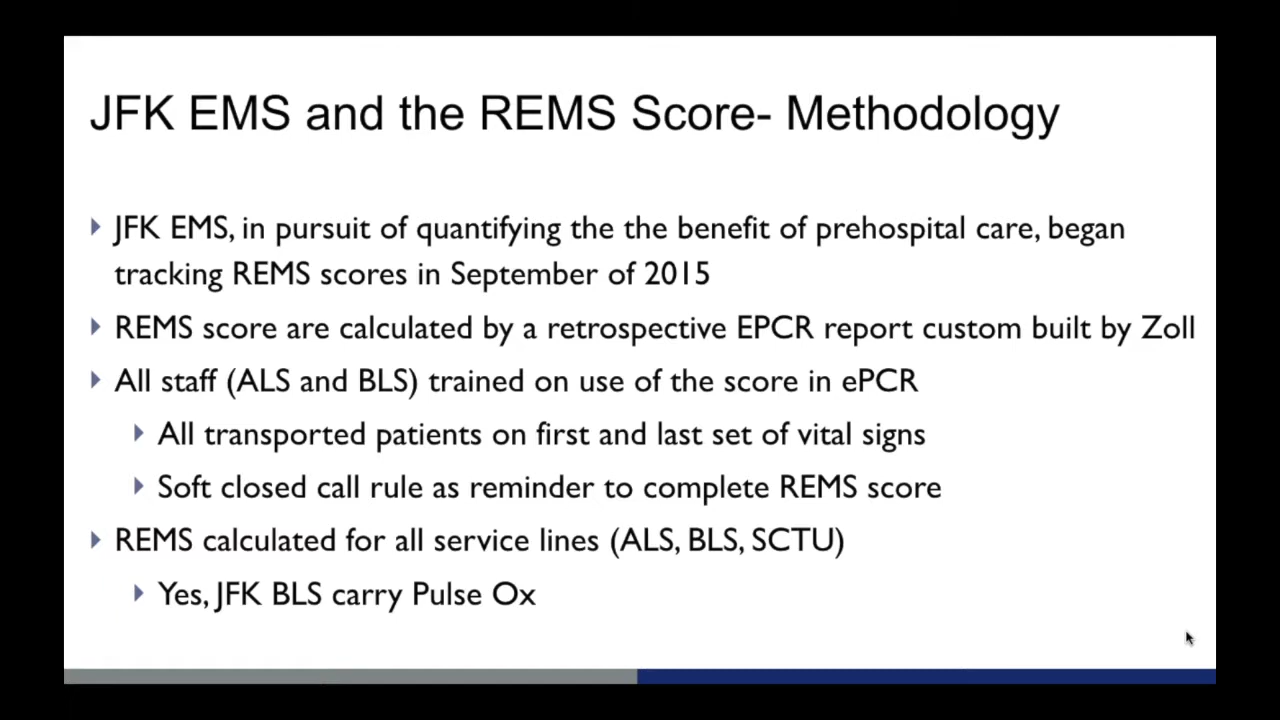 JFK EMS and the REMS Score- Methodology
JFK EMS, in pursuit of quantifying the the benefit of prehospital care, began
tracking REMS scores in September of 2015
REMS score are calculated by a retrospective EPCR report custom built by Zoll
All staff (ALS and BLS) trained on use of the score in ePCR
All transported patients on first and last set of vital signs
Soft closed call rule as reminder to complete REMS score
REMS calculated for all service lines (ALS, BLS, SCTU)
Yes, JFK BLS carry Pulse Ox